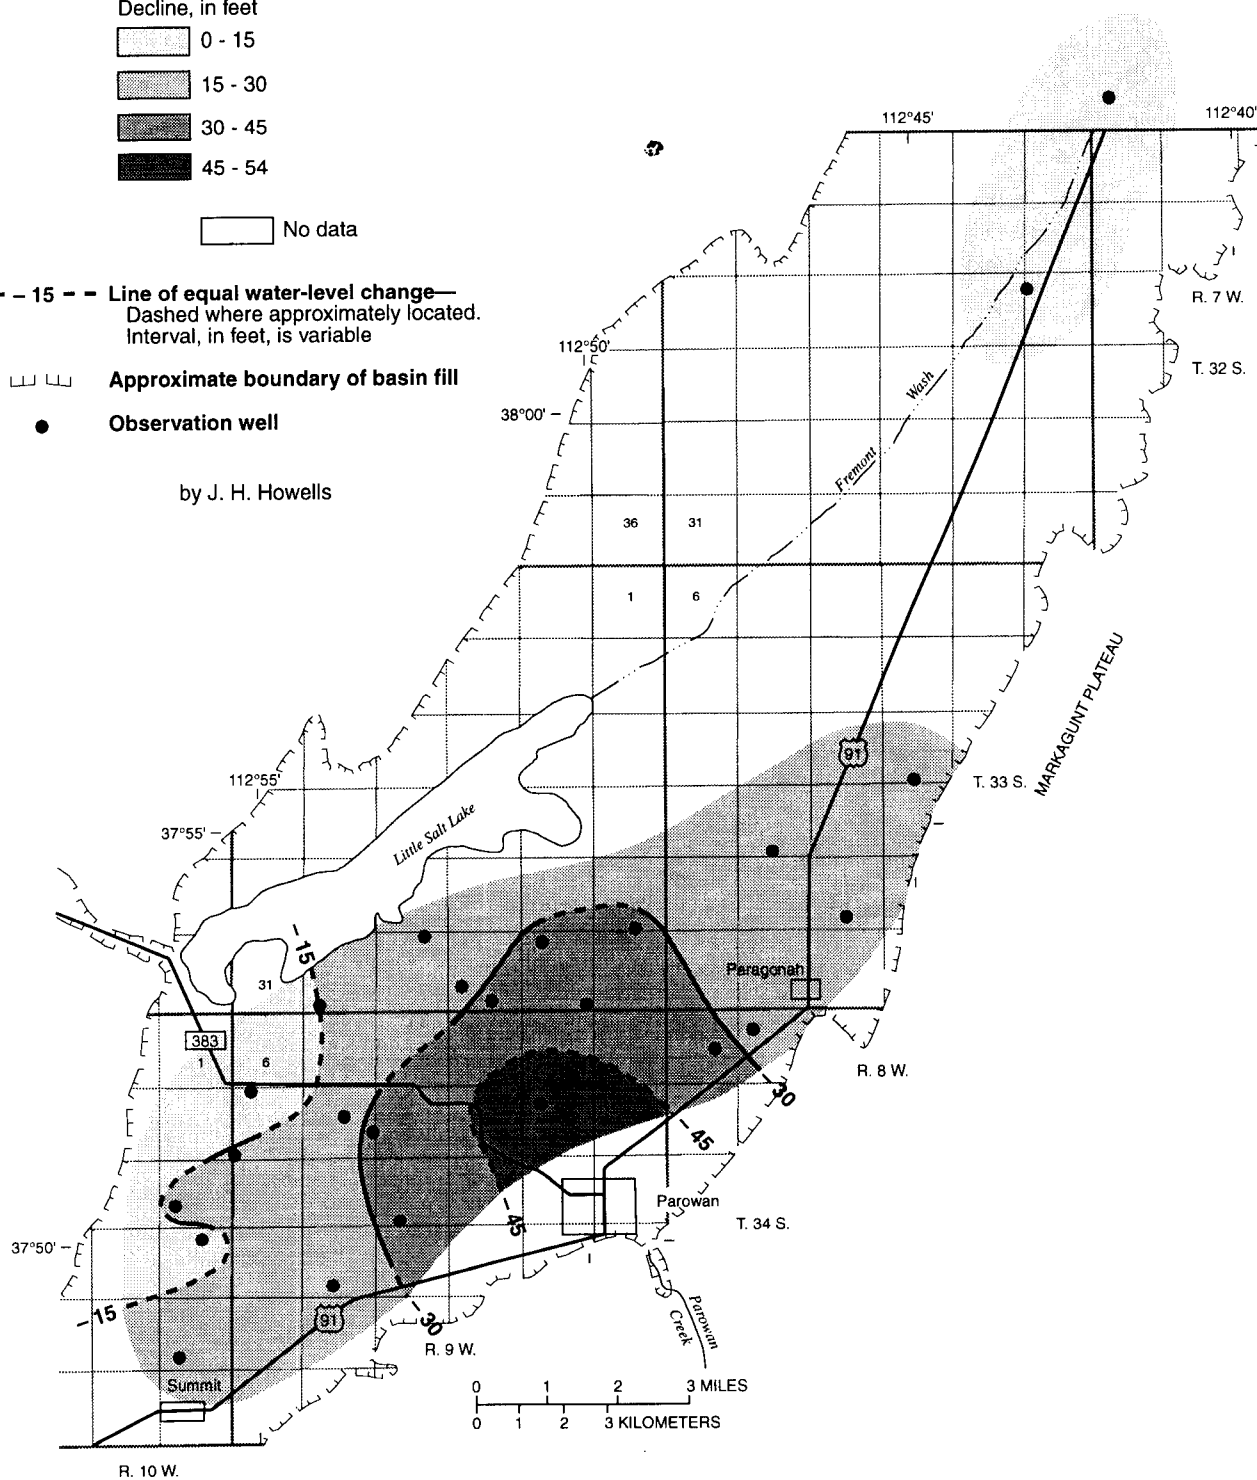 Decline, in feet
0 - 15
15 - 30
30 - 45
45 - 54
No data
– 15 – – Line of equal water-level change—
Dashed where approximately located.
Interval, in feet, is variable
Approximate boundary of basin fill
Observation well
by J. H. Howells
112°45'
112°40'
R. 7 W.
T. 32 S.
112°50'
38°00'
Wash
Fremont
36
31
1
6
MARKAGUNT PLATEAU
91
T. 33 S.
112°55'
37°55'
Little Salt Lake
–15
31
Paragonah
383
1
6
R. 8 W.
–30
–45
Parowan
T. 34 S.
–45
37°50'
–15
91
–30
Parowan
Creek
R. 9 W.
Summit
0 1 2 3 MILES
0 1 2 3 KILOMETERS
R. 10 W.